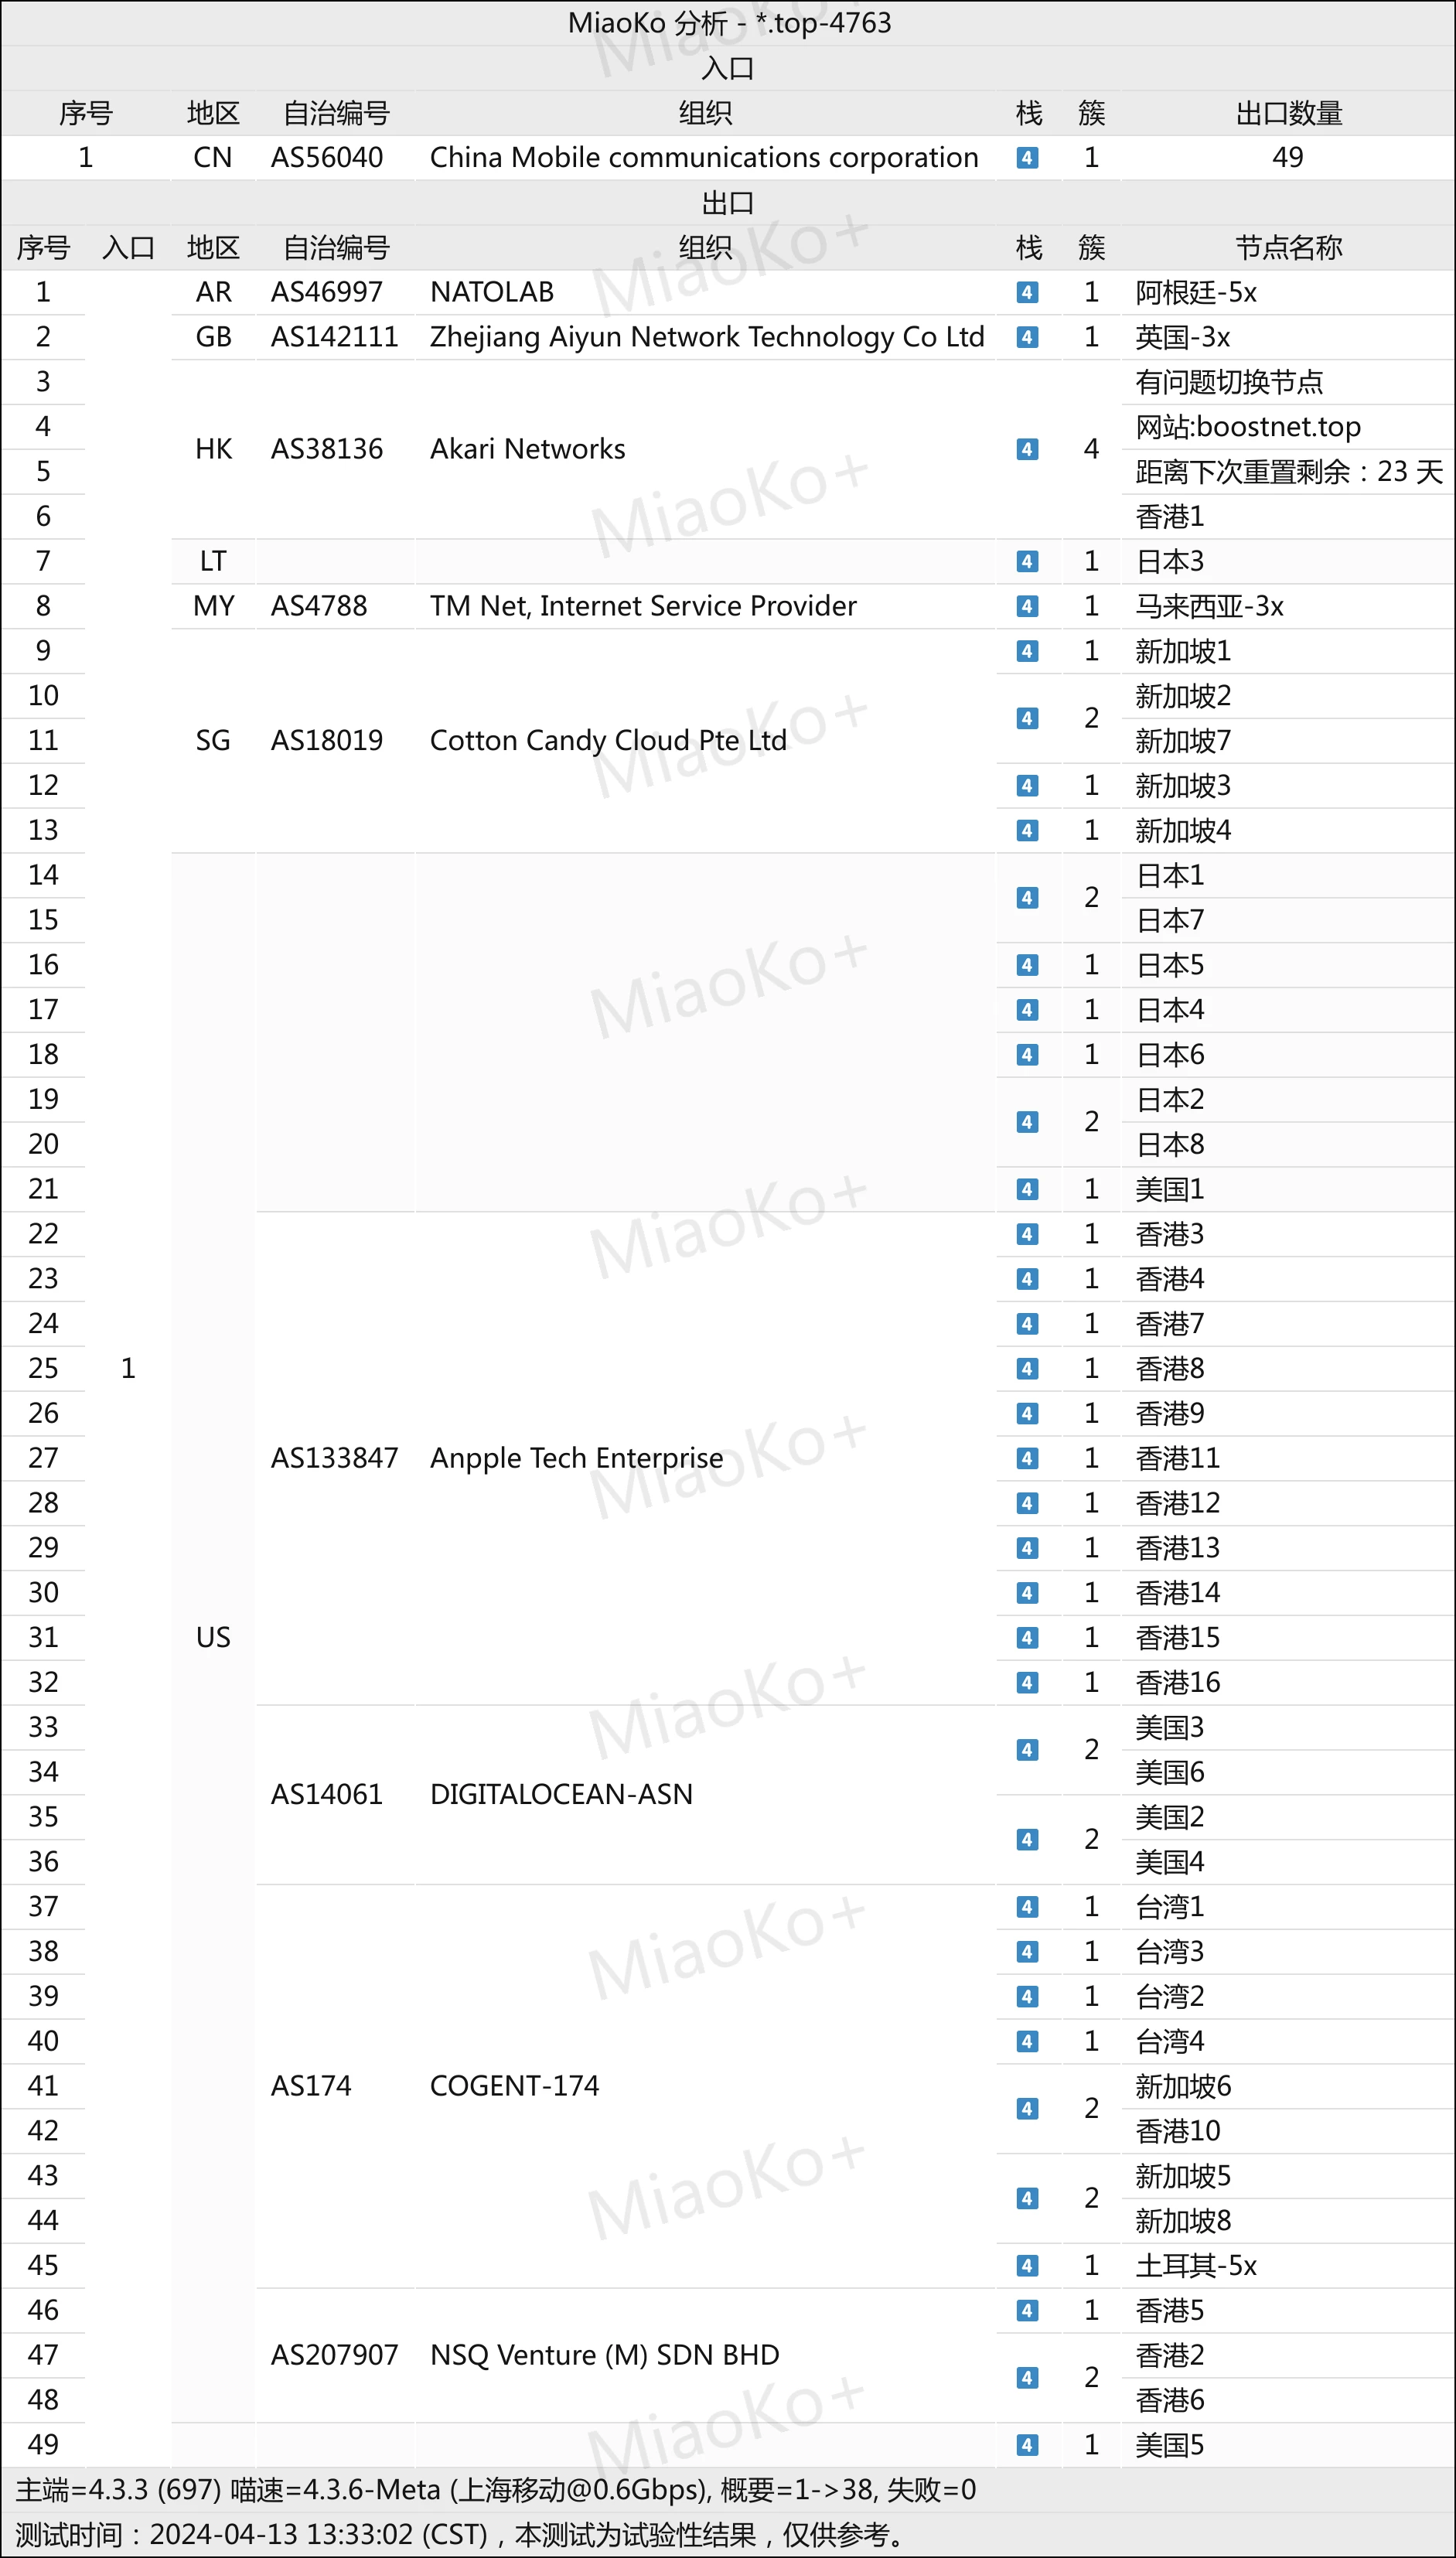 MiaoKo 分析 - *.top-4763
入口
序号 地区 自治编号 组织 栈 簇 出口数量
1 CN AS56040 China Mobile communications corporation 4 1 49
出口
序号 入口 地区 自治编号 组织 栈 簇 节点名称
1 AR AS46997 NATOLAB 4 1 阿根廷-5x
2 GB AS142111 Zhejiang Aiyun Network Technology Co Ltd 4 1 英国-3x
3 有问题切换节点
4 网站:boostnet.top
HK AS38136 Akari Networks 4 4
5 距离下次重置剩余：23 天
6 香港1
7 LT 4 1 日本3
8 MY AS4788 TM Net, Internet Service Provider 4 1 马来西亚-3x
9 4 1 新加坡1
10 新加坡2
4 2
11 SG AS18019 Cotton Candy Cloud Pte Ltd 新加坡7
12 4 1 新加坡3
13 4 1 新加坡4
14 日本1
4 2
15 日本7
16 4 1 日本5
17 4 1 日本4
18 4 1 日本6
19 日本2
4 2
20 日本8
21 4 1 美国1
22 4 1 香港3
23 4 1 香港4
24 4 1 香港7
25 1 4 1 香港8
26 4 1 香港9
27 AS133847 Anpple Tech Enterprise 4 1 香港11
28 4 1 香港12
29 4 1 香港13
30 4 1 香港14
31 US 4 1 香港15
32 4 1 香港16
33 美国3
4 2
34 美国6
AS14061 DIGITALOCEAN-ASN
35 美国2
4 2
36 美国4
37 4 1 台湾1
38 4 1 台湾3
39 4 1 台湾2
40 4 1 台湾4
41 AS174 COGENT-174 新加坡6
4 2
42 香港10
43 新加坡5
4 2
44 新加坡8
45 4 1 土耳其-5x
46 4 1 香港5
47 AS207907 NSQ Venture (M) SDN BHD 香港2
4 2
48 香港6
49 4 1 美国5
主端=4.3.3 (697) 喵速=4.3.6-Meta (上海移动@0.6Gbps), 概要=1->38, 失败=0
测试时间：2024-04-13 13:33:02 (CST)，本测试为试验性结果，仅供参考。
MiaoKo+
MiaoKo+
MiaoKo+
MiaoKo+
MiaoKo+
MiaoKo+
MiaoKo+
MiaoKo+
MiaoKo+
MiaoKo+
MiaoKo+